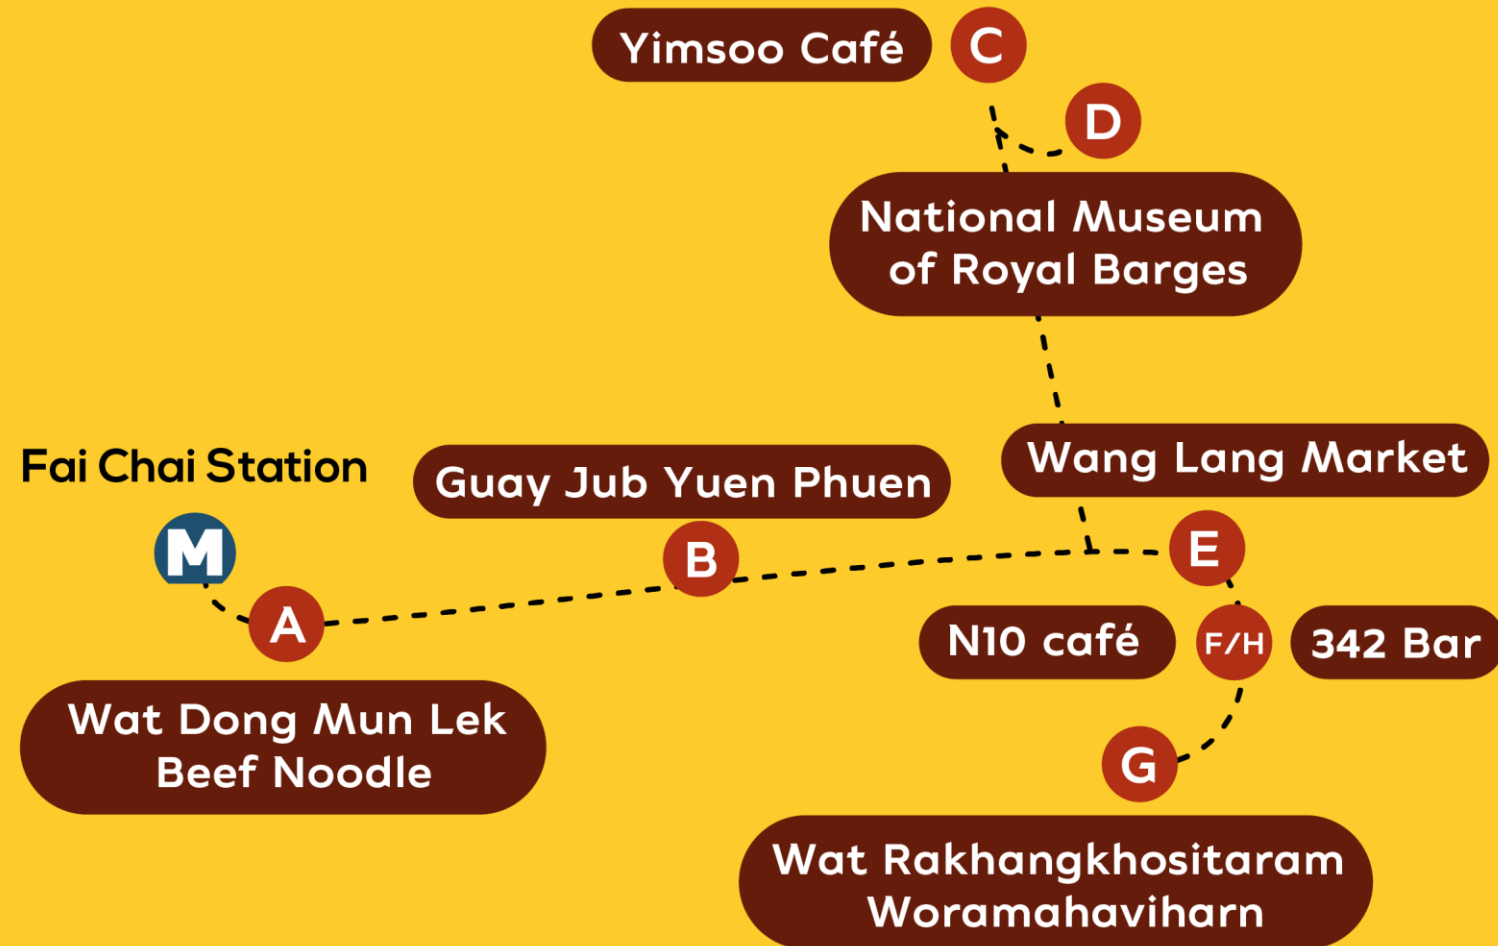 Yimsoo Café
C
D
National Museum
of Royal Barges
Fai Chai Station
M
Guay Jub Yuen Phuen
Wang Lang Market
B
E
A
N10 café
F/H
342 Bar
Wat Dong Mun Lek
Beef Noodle
G
Wat Rakhangkhositaram
Woramahaviharn